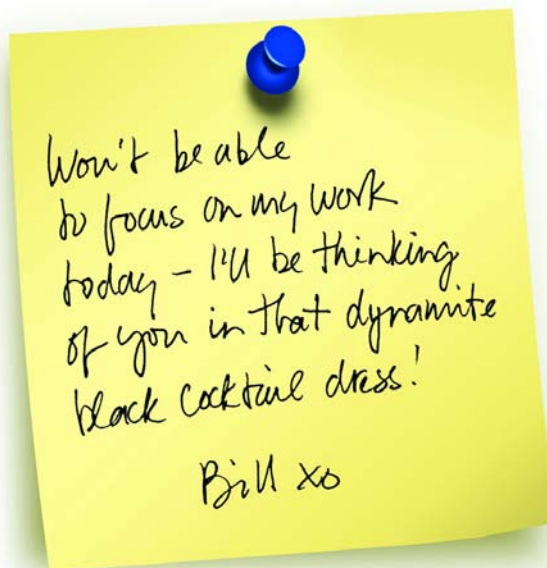 Won't be able
to focus on my work
today – I'll be thinking
of you in that dynamite
black cocktail dress!
Bill xo